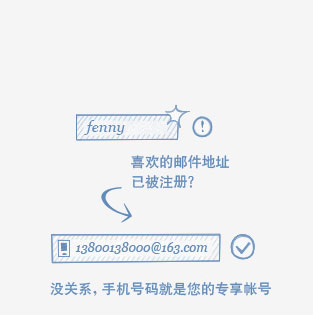 fenny
喜欢的邮件地址
已被注册?
13800138000@163.com
没关系，手机号码就是您的专享帐号